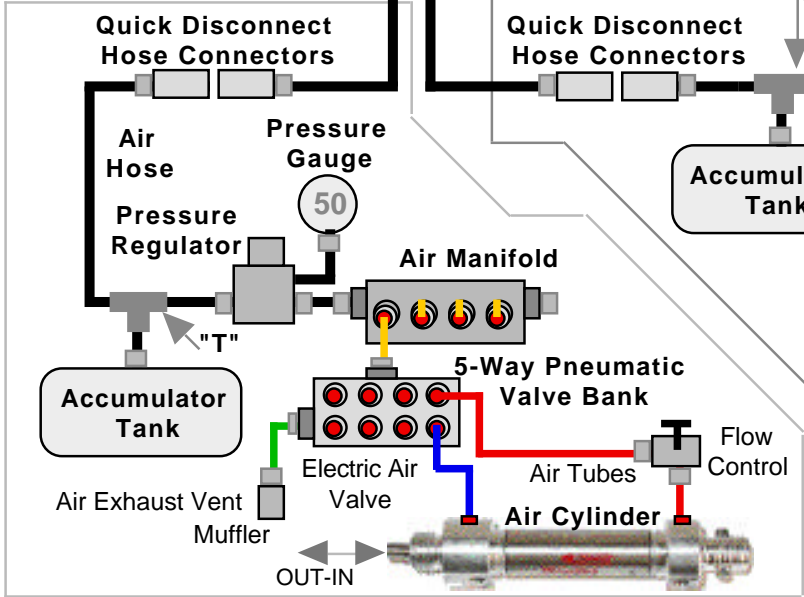 Quick Disconnect
Hose Connectors
Quick Disconnect
Hose Connectors
Air
Hose
Pressure
Gauge
50
Accumul
Tank
Pressure
Regulator
Air Manifold
"T"
5-Way Pneumatic
Valve Bank
Accumulator
Tank
Flow
Control
Electric Air
Valve
Air Tubes
Air Exhaust Vent
Muffler
Air Cylinder
OUT-IN